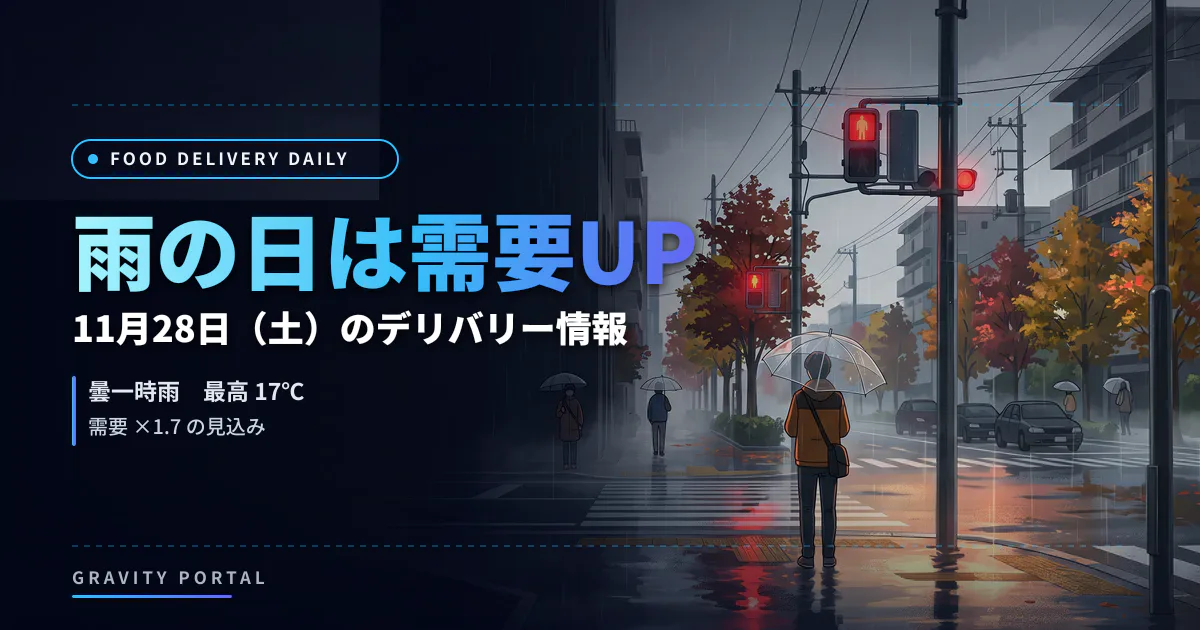 FOOD DELIVERY DAILY
雨の日は需要UP
11月28日（土）のデリバリー情報
曇一時雨　最高 17℃
需要 ×1.7 の見込み
GRAVITY PORTAL